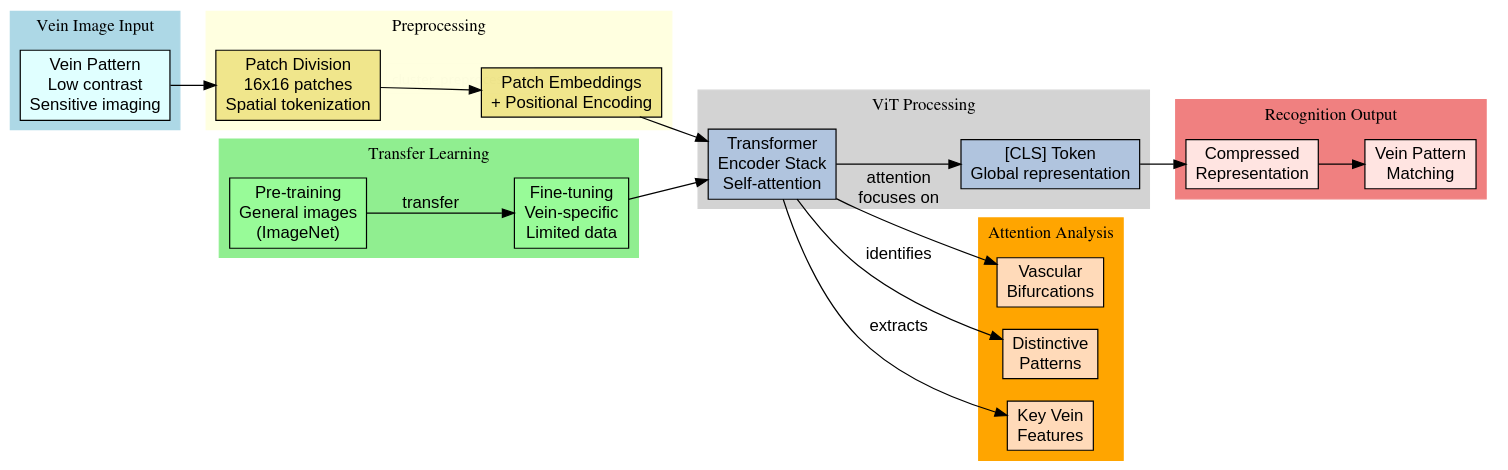 Vein Image Input
Vein Pattern
Low contrast
Sensitive imaging
Preprocessing
Patch Division
16x16 patches
Spatial tokenization
Patch Embeddings
+ Positional Encoding
Transfer Learning
Pre-training
General images
(ImageNet)
transfer
Fine-tuning
Vein-specific
Limited data
ViT Processing
Transformer
Encoder Stack
Self-attention
attention
focuses on
[CLS] Token
Global representation
Recognition Output
Compressed
Representation
Vein Pattern
Matching
identifies
extracts
Attention Analysis
Vascular
Bifurcations
Distinctive
Patterns
Key Vein
Features